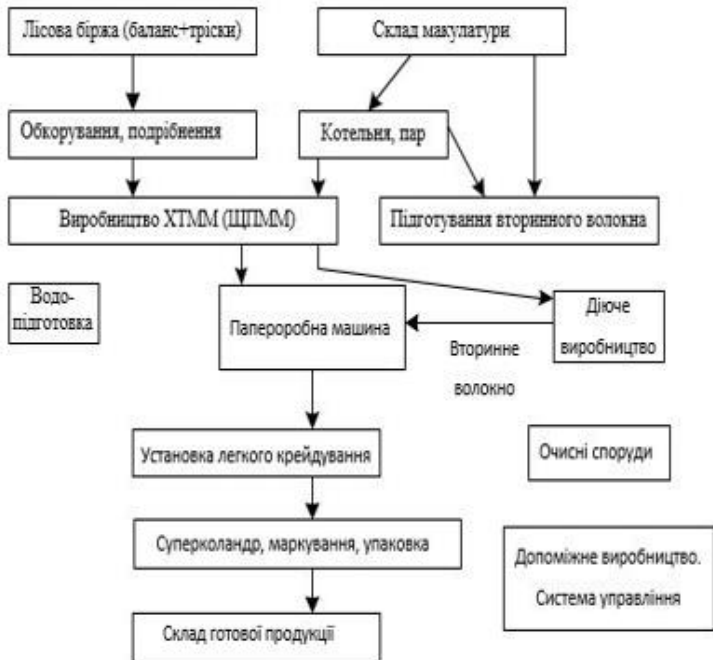 Лісова біржа (баланс+тріски)
Склад макулатури
Обкорування, подрібнення
Котельня, пар
Виробництво ХТММ (ЩПММ)
Підготування вторинного волокна
Водо-
підготовка
Папероробна машина
Діюче
виробництво
Вторинне
волокно
Установка легкого крейдування
Очисні споруди
Суперколандр, маркування, упаковка
Допоміжне виробництво.
Система управління
Склад готової продукції